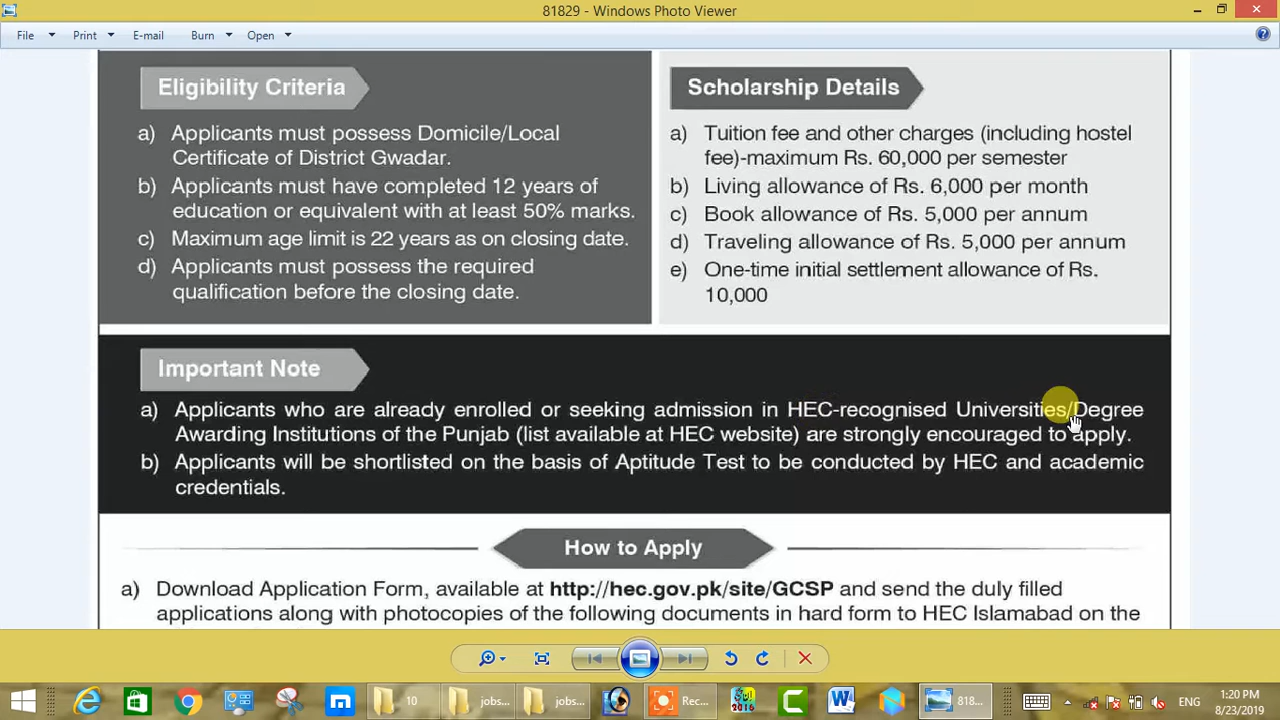 81829 - Windows Photo Viewer
File Print E-mail Burn Open
Eligibility Criteria
a) Applicants must possess Domicile/Local
Certificate of District Gwadar.
b) Applicants must have completed 12 years of
education or equivalent with at least 50% marks.
c) Maximum age limit is 22 years as on closing date.
d) Applicants must possess the required
qualification before the closing date.
Scholarship Details
a) Tuition fee and other charges (including hostel
fee)-maximum Rs. 60,000 per semester
b) Living allowance of Rs. 6,000 per month
c) Book allowance of Rs. 5,000 per annum
d) Traveling allowance of Rs. 5,000 per annum
e) One-time initial settlement allowance of Rs.
10,000
Important Note
a) Applicants who are already enrolled or seeking admission in HEC-recognised Universities/Degree
Awarding Institutions of the Punjab (list available at HEC website) are strongly encouraged to apply.
b) Applicants will be shortlisted on the basis of Aptitude Test to be conducted by HEC and academic
credentials.
How to Apply
a) Download Application Form, available at http://hec.gov.pk/site/GCSP and send the duly filled
applications along with photocopies of the following documents in hard form to HEC Islamabad on the
10 jobs... jobs... Rec... 2016 818... ENG 1:20 PM
8/23/2019